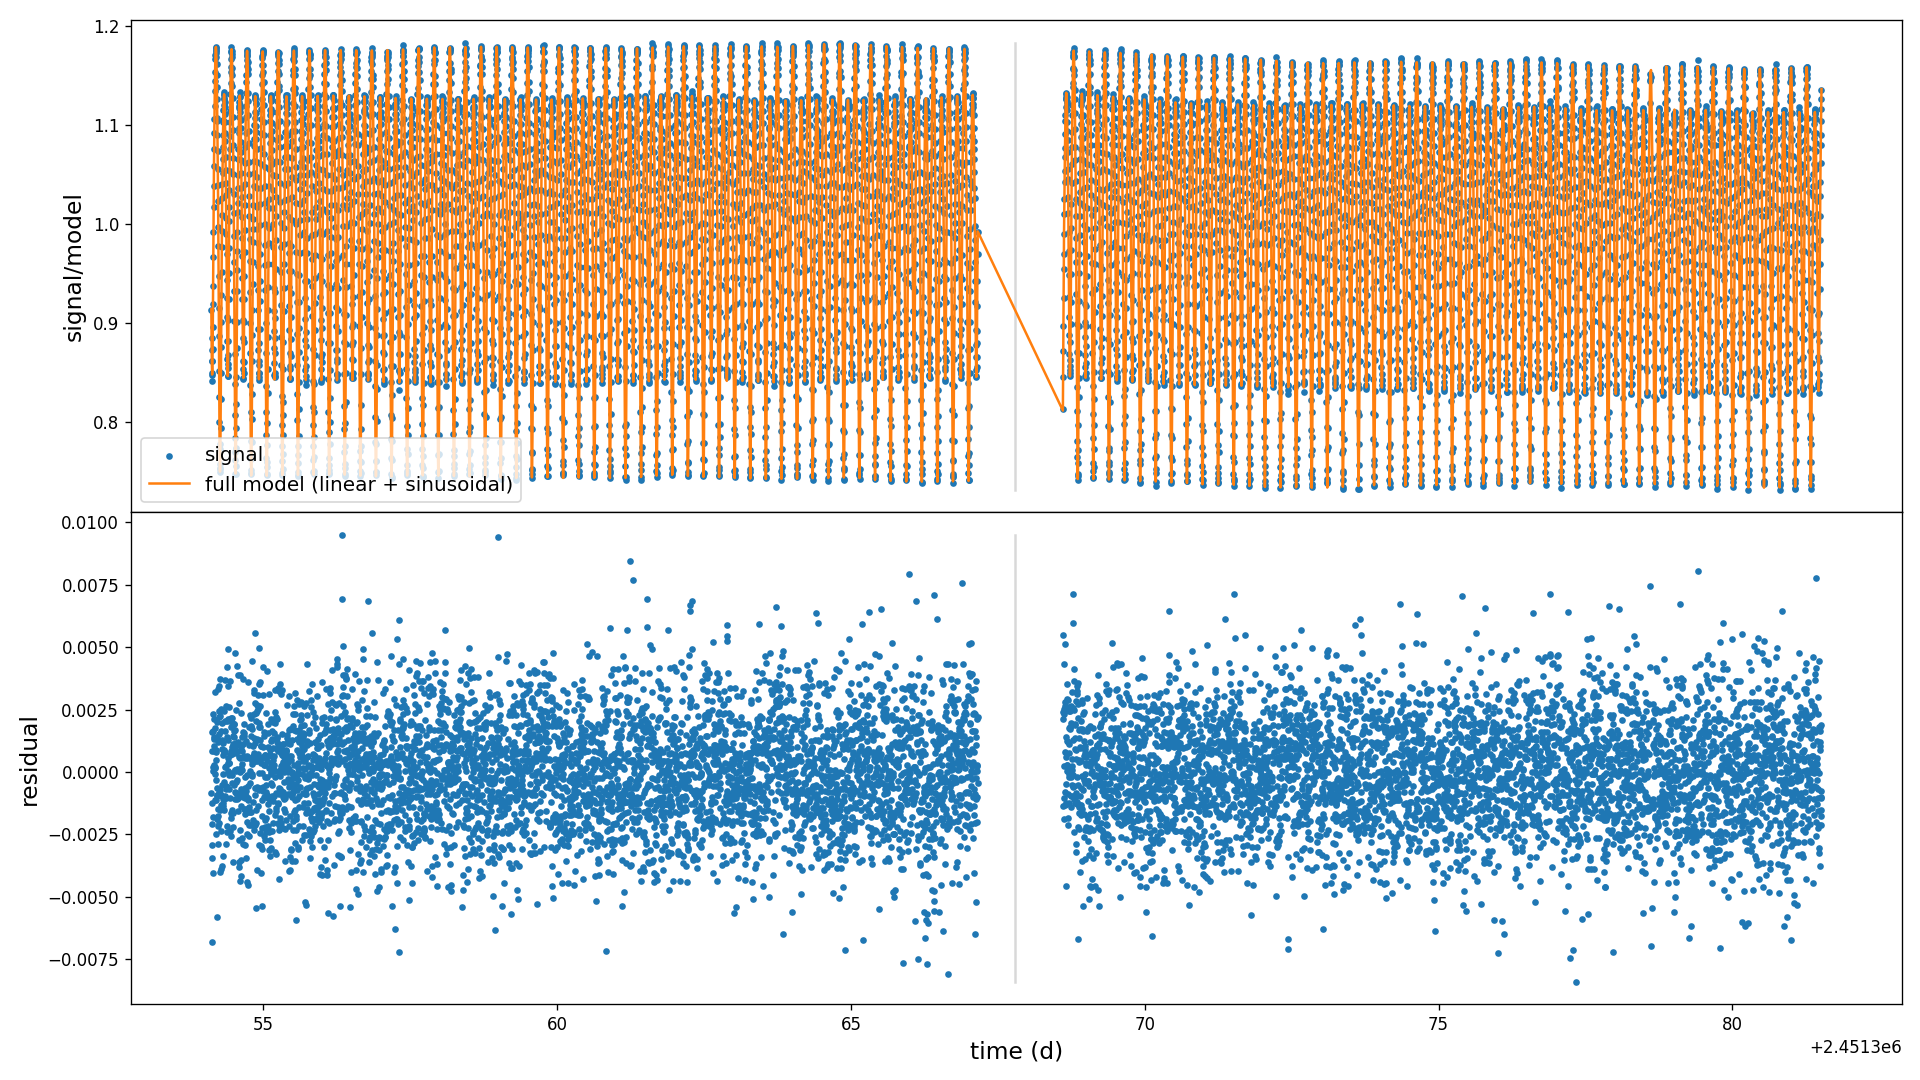 1.2
1.1
1.0
0.9
0.8
signal/model
signal
full model (linear + sinusoidal)
0.0100
0.0075
0.0050
0.0025
0.0000
−0.0025
−0.0050
−0.0075
residual
55 60 65 70 75 80
time (d)
+2.4513e6